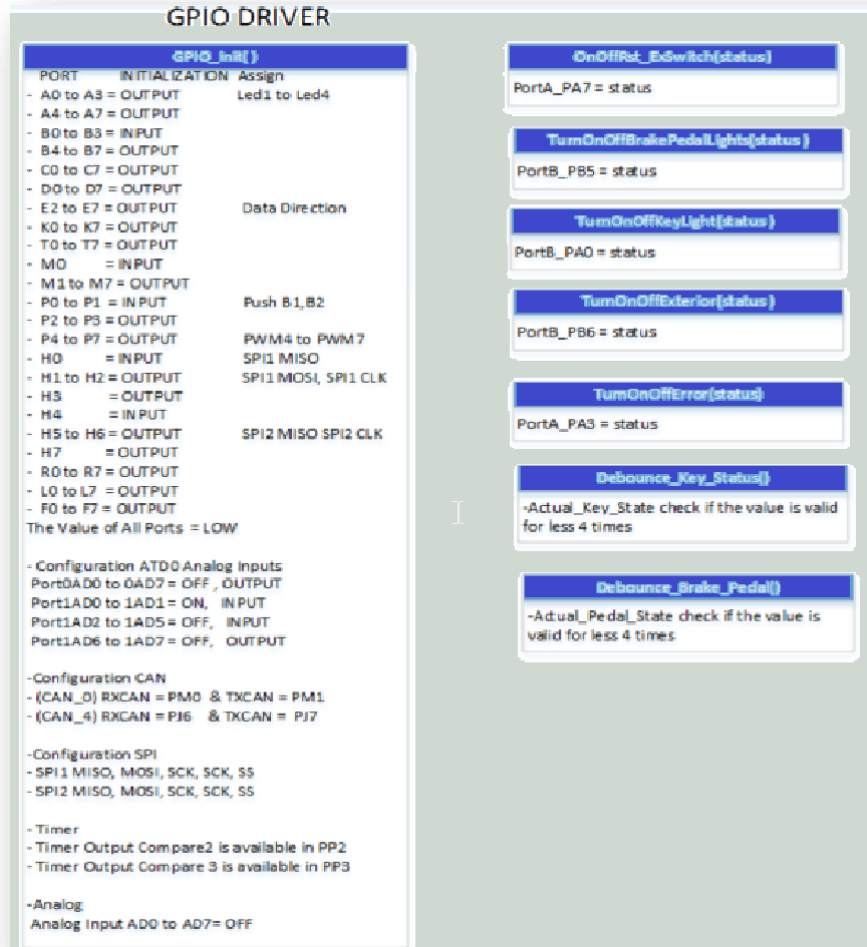 GPIO DRIVER
GPIO_Init()
PORT INITIALIZATION Assign
- A0 to A3 = OUTPUT Led1 to Led4
- A4 to A7 = OUTPUT
- B0 to B3 = INPUT
- B4 to B7 = OUTPUT
- C0 to C7 = OUTPUT
- D0 to D7 = OUTPUT
- E2 to E7 = OUTPUT Data Direction
- K0 to K7 = OUTPUT
- T0 to T7 = OUTPUT
- M0 = INPUT
- M1 to M7 = OUTPUT
- P0 to P1 = INPUT Push B1,B2
- P2 to P3 = OUTPUT
- P4 to P7 = OUTPUT PWM4 to PWM7
- H0 = INPUT SPI1 MISO
- H1 to H2 = OUTPUT SPI1 MOSI, SPI1 CLK
- H3 = OUTPUT
- H4 = INPUT
- H5 to H6 = OUTPUT SPI2 MISO SPI2 CLK
- H7 = OUTPUT
- R0 to R7 = OUTPUT
- L0 to L7 = OUTPUT
- F0 to F7 = OUTPUT
The Value of All Ports = LOW
- Configuration ATD0 Analog Inputs
Port0AD0 to 0AD7 = OFF, OUTPUT
Port1AD0 to 1AD1 = ON, INPUT
Port1AD2 to 1AD5 = OFF, INPUT
Port1AD6 to 1AD7 = OFF, OUTPUT
-Configuration CAN
- (CAN_0) RXCAN = PM0 & TXCAN = PM1
- (CAN_4) RXCAN = PJ6 & TXCAN = PJ7
-Configuration SPI
- SPI1 MISO, MOSI, SCK, SCK, SS
- SPI2 MISO, MOSI, SCK, SCK, SS
- Timer
- Timer Output Compare2 is available in PP2
- Timer Output Compare 3 is available in PP3
-Analog
Analog Input AD0 to AD7= OFF
OnOffRst_ExSwitch(status)
PortA_PA7 = status
TurnOnOffBrakePedalLights(status )
PortB_PB5 = status
TurnOnOffKeyLight(status )
PortB_PA0 = status
TurnOnOffExterior(status )
PortB_PB6 = status
TurnOnOffError(status)
PortA_PA3 = status
Debounce_Key_Status()
-Actual_Key_State check if the value is valid
for less 4 times
Debounce_Brake_Pedal()
-Actual_Pedal_State check if the value is
valid for less 4 times